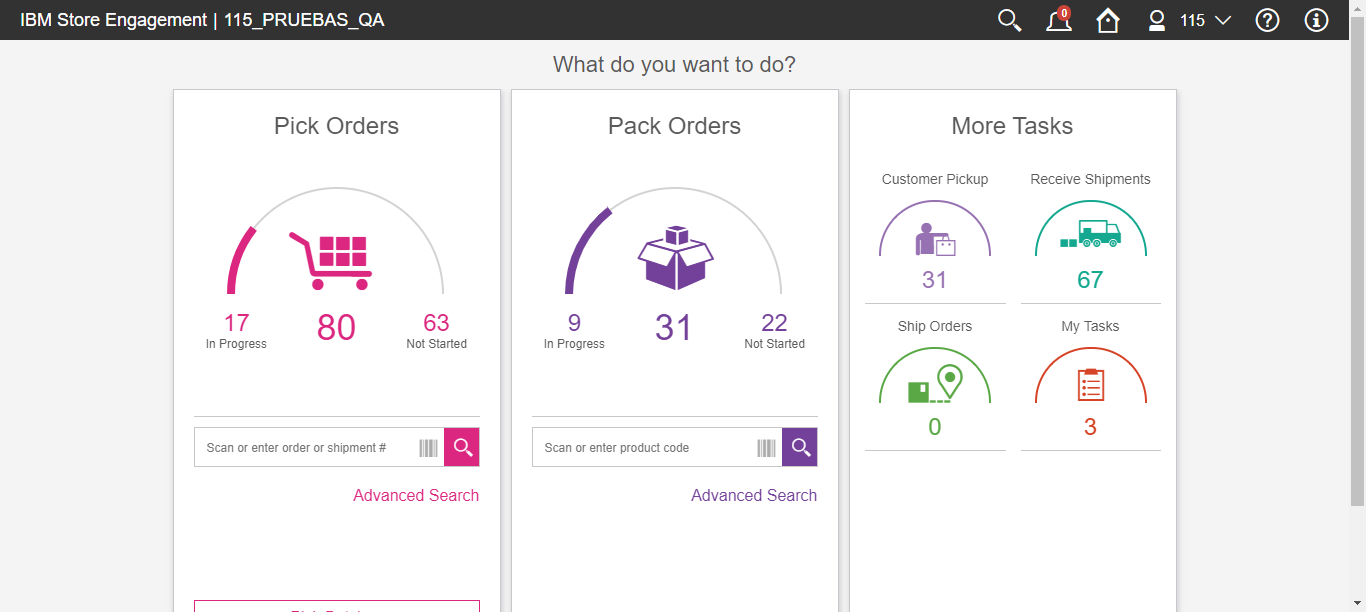 IBM Store Engagement | 115_PRUEBAS_QA
0
115
What do you want to do?
Pick Orders
17
In Progress
80
63
Not Started
Scan or enter order or shipment #
Advanced Search
Pack Orders
9
In Progress
31
22
Not Started
Scan or enter product code
Advanced Search
More Tasks
Customer Pickup
31
Receive Shipments
67
Ship Orders
0
My Tasks
3